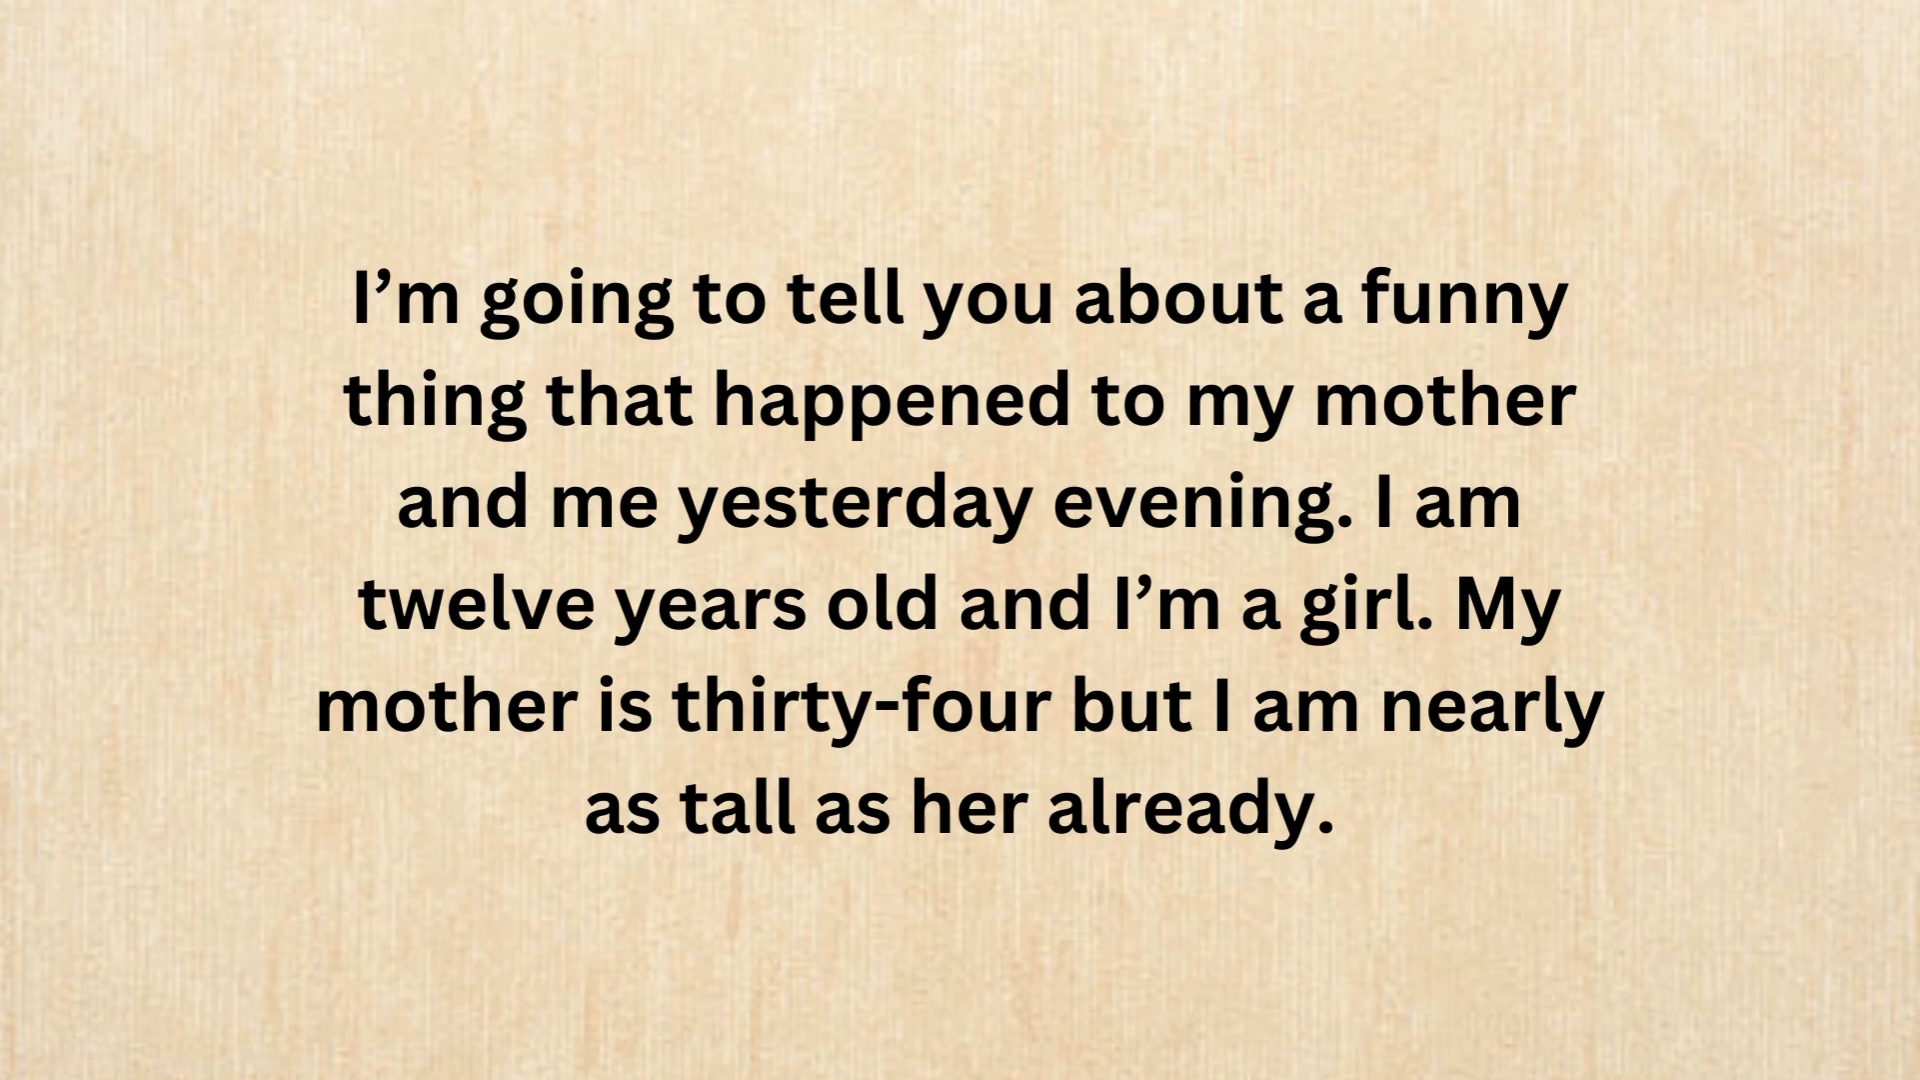 I’m going to tell you about a funny
thing that happened to my mother
and me yesterday evening. I am
twelve years old and I’m a girl. My
mother is thirty-four but I am nearly
as tall as her already.